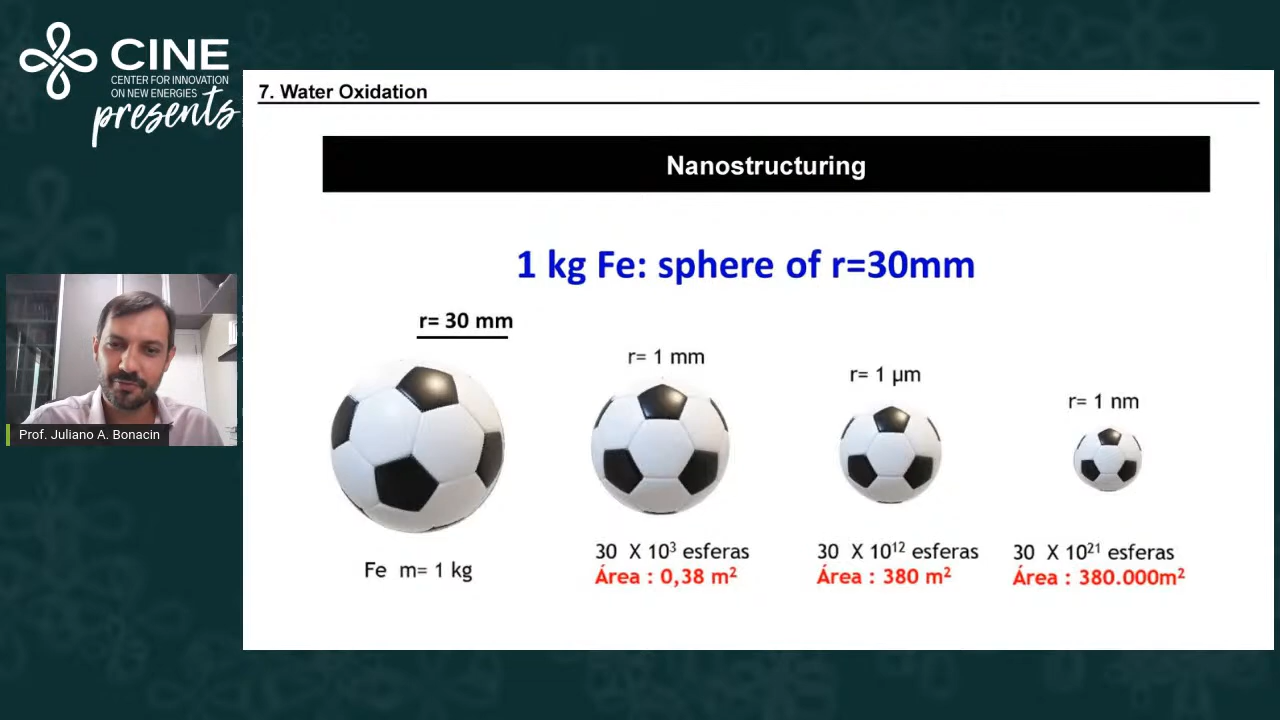 CINE
CENTER FOR INNOVATION
ON NEW ENERGIES
presents
7. Water Oxidation
Nanostructuring
1 kg Fe: sphere of r=30mm
r= 30 mm
r= 1 mm
r= 1 µm
r= 1 nm
Fe m= 1 kg
30 X 10³ esferas
Área : 0,38 m²
30 X 10¹² esferas
Área : 380 m²
30 X 10²¹ esferas
Área : 380.000m²
Prof. Juliano A. Bonacin